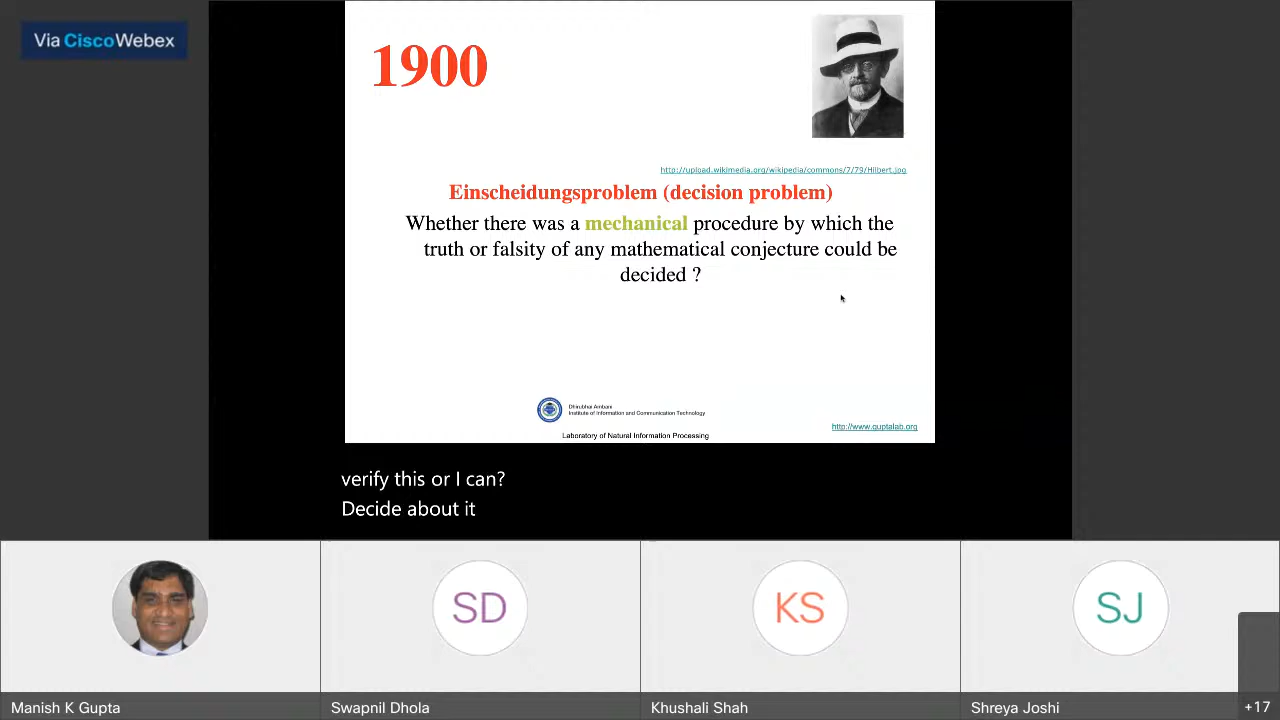 Via CiscoWebex
1900
http://upload.wikimedia.org/wikipedia/commons/7/79/Hilbert.jpg
Einscheidungsproblem (decision problem)
Whether there was a mechanical procedure by which the
truth or falsity of any mathematical conjecture could be
decided ?
Dhirubhai Ambani
Institute of Information and Communication Technology
http://www.guptalab.org
Laboratory of Natural Information Processing
verify this or I can?
Decide about it
SD
KS
SJ
Manish K Gupta
Swapnil Dhola
Khushali Shah
Shreya Joshi
+17